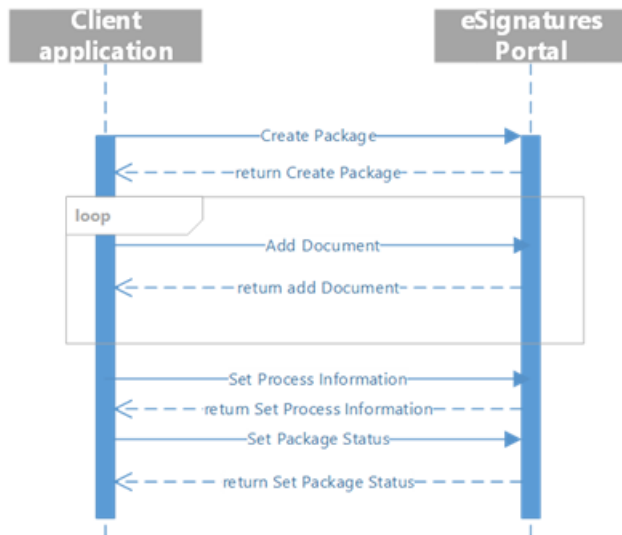 Client
application
eSignatures
Portal
Create Package
return Create Package
loop
Add Document
return add Document
Set Process Information
return Set Process Information
Set Package Status
return Set Package Status